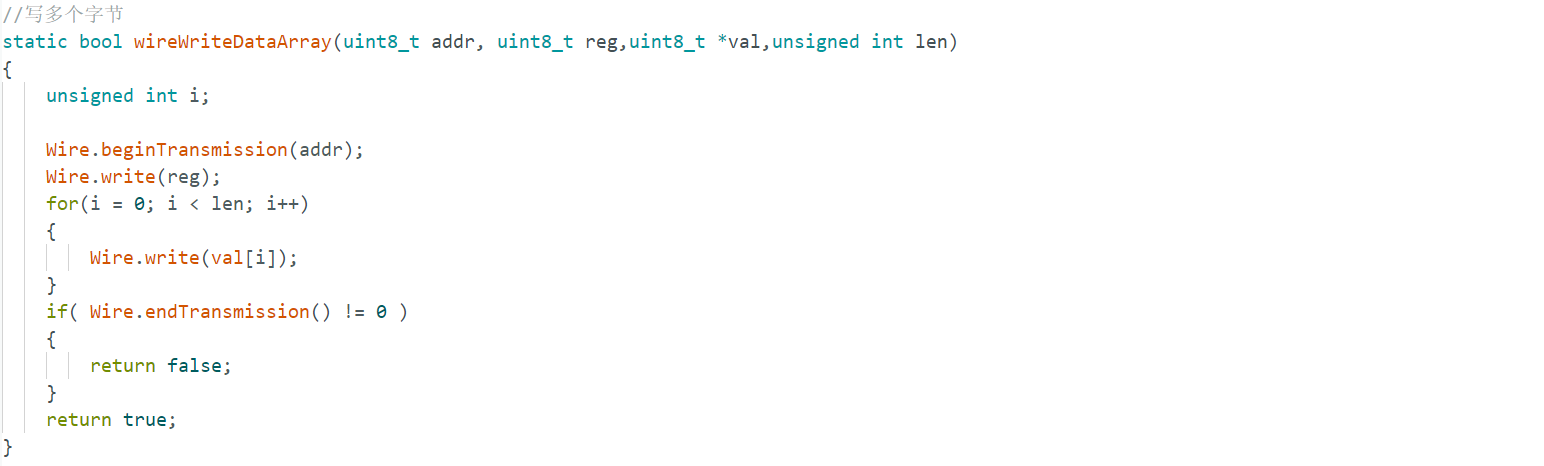 //写多个字节
static bool wireWriteDataArray(uint8_t addr, uint8_t reg,uint8_t *val,unsigned int len)
{
    unsigned int i;

    Wire.beginTransmission(addr);
    Wire.write(reg);
    for(i = 0; i < len; i++)
    {
        Wire.write(val[i]);
    }
    if( Wire.endTransmission() != 0 )
    {
        return false;
    }
    return true;
}